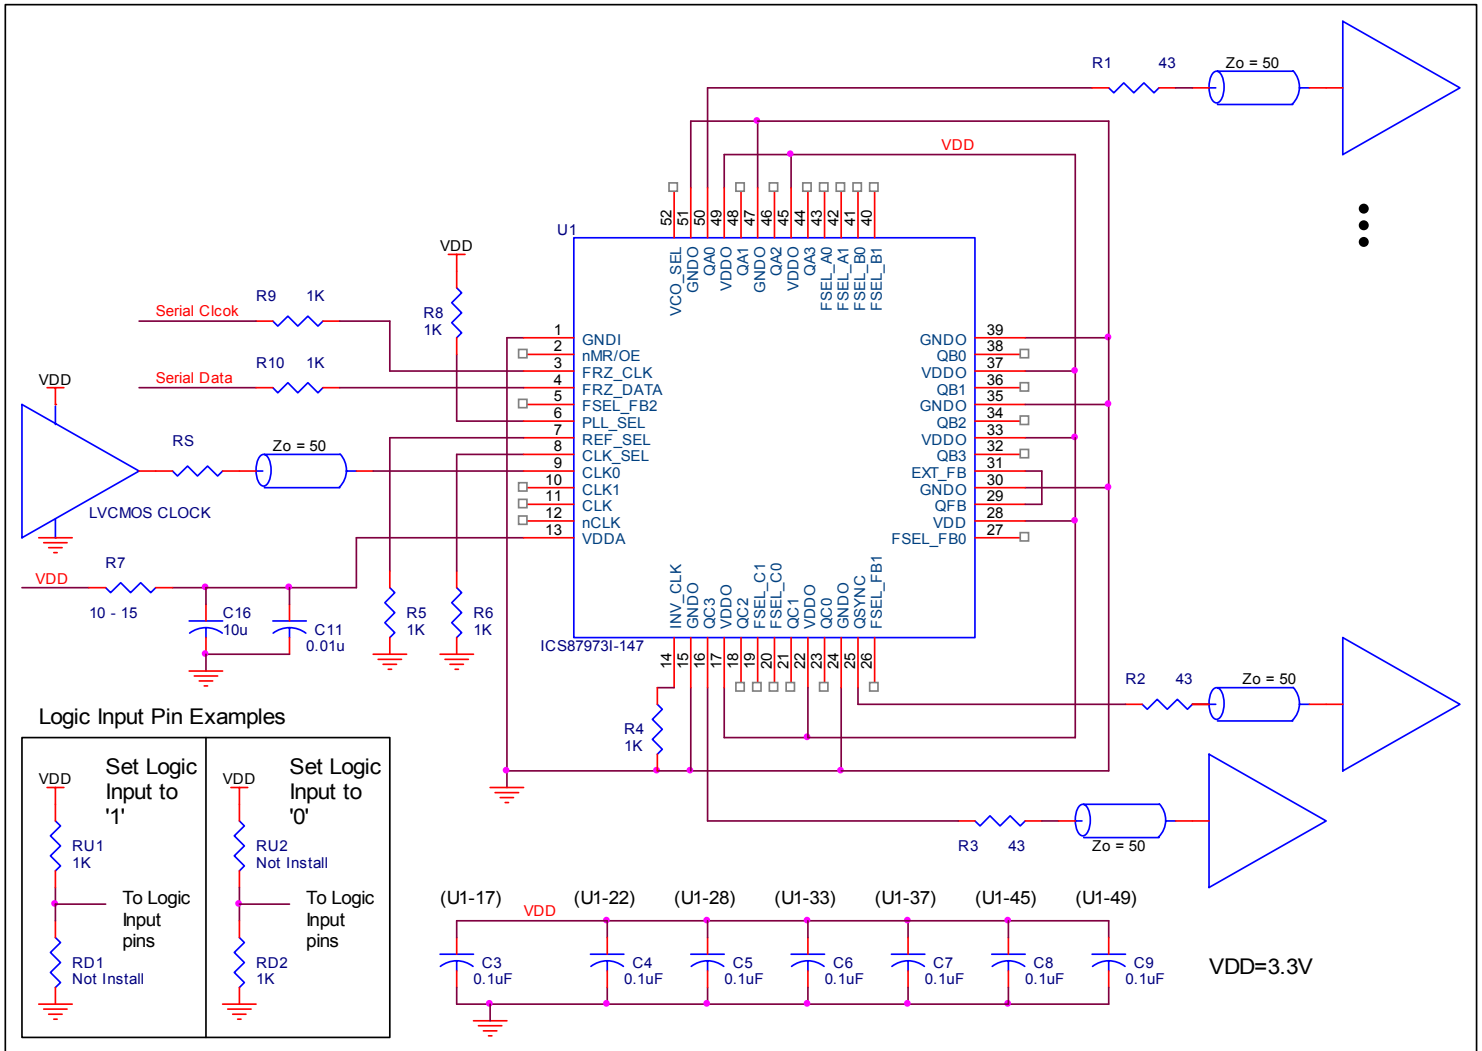 R1 43 Zo = 50
VDD
52 51 50 49 48 47 46 45 44 43 42 41 40
U1
VCO_SEL GNDO QA0 VDDO QA1 GNDO QA2 VDDO QA3 FSEL_A0 FSEL_A1 FSEL_B0 FSEL_B1
VDD
R8
1K
R9 1K
Serial Clcok
R10 1K
Serial Data
1 GNDI
2 nMR/OE
3 FRZ_CLK
4 FRZ_DATA
5 FSEL_FB2
6 PLL_SEL
7 REF_SEL
8 CLK_SEL
9 CLK0
10 CLK1
11 CLK
12 nCLK
13 VDDA
GNDO 39
QB0 38
VDDO 37
QB1 36
GNDO 35
QB2 34
VDDO 33
QB3 32
EXT_FB 31
GNDO 30
QFB 29
VDD 28
FSEL_FB0 27
VDD
RS Zo = 50
LVCMOS CLOCK
VDD R7
10 - 15
C16
10u
C11
0.01u
R5
1K
R6
1K
INV_CLK GNDO QC3 VDDO QC2 FSEL_C1 FSEL_C0 QC1 VDDO QC0 GNDO QSYNC FSEL_FB1
ICS87973I-147
14 15 16 17 18 19 20 21 22 23 24 25 26
R4
1K
R2 43 Zo = 50
R3 43 Zo = 50
Logic Input Pin Examples
VDD
Set Logic
Input to
'1'
RU1
1K
To Logic
Input
pins
RD1
Not Install
VDD
Set Logic
Input to
'0'
RU2
Not Install
To Logic
Input
pins
RD2
1K
(U1-17) (U1-22) (U1-28) (U1-33) (U1-37) (U1-45) (U1-49)
VDD
C3
0.1uF
C4
0.1uF
C5
0.1uF
C6
0.1uF
C7
0.1uF
C8
0.1uF
C9
0.1uF
VDD=3.3V